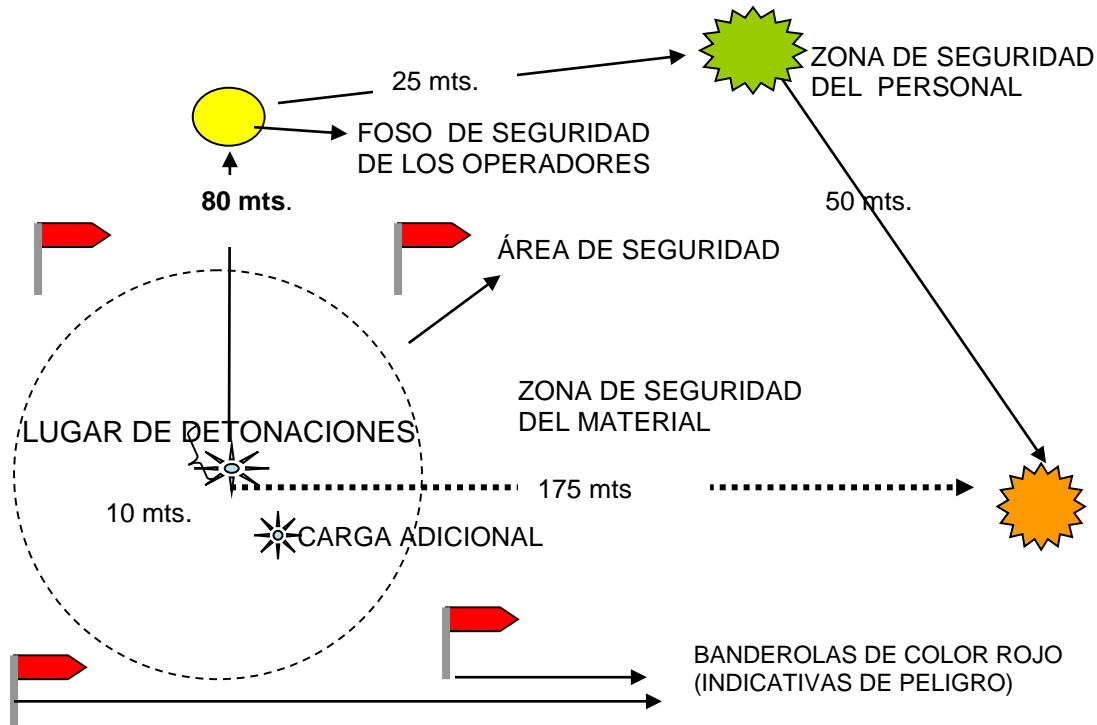 ZONA DE SEGURIDAD
DEL PERSONAL
25 mts.
FOSO DE SEGURIDAD
DE LOS OPERADORES
80 mts.
50 mts.
ÁREA DE SEGURIDAD
ZONA DE SEGURIDAD
DEL MATERIAL
LUGAR DE DETONACIONES
175 mts
10 mts.
CARGA ADICIONAL
BANDEROLAS DE COLOR ROJO
(INDICATIVAS DE PELIGRO)